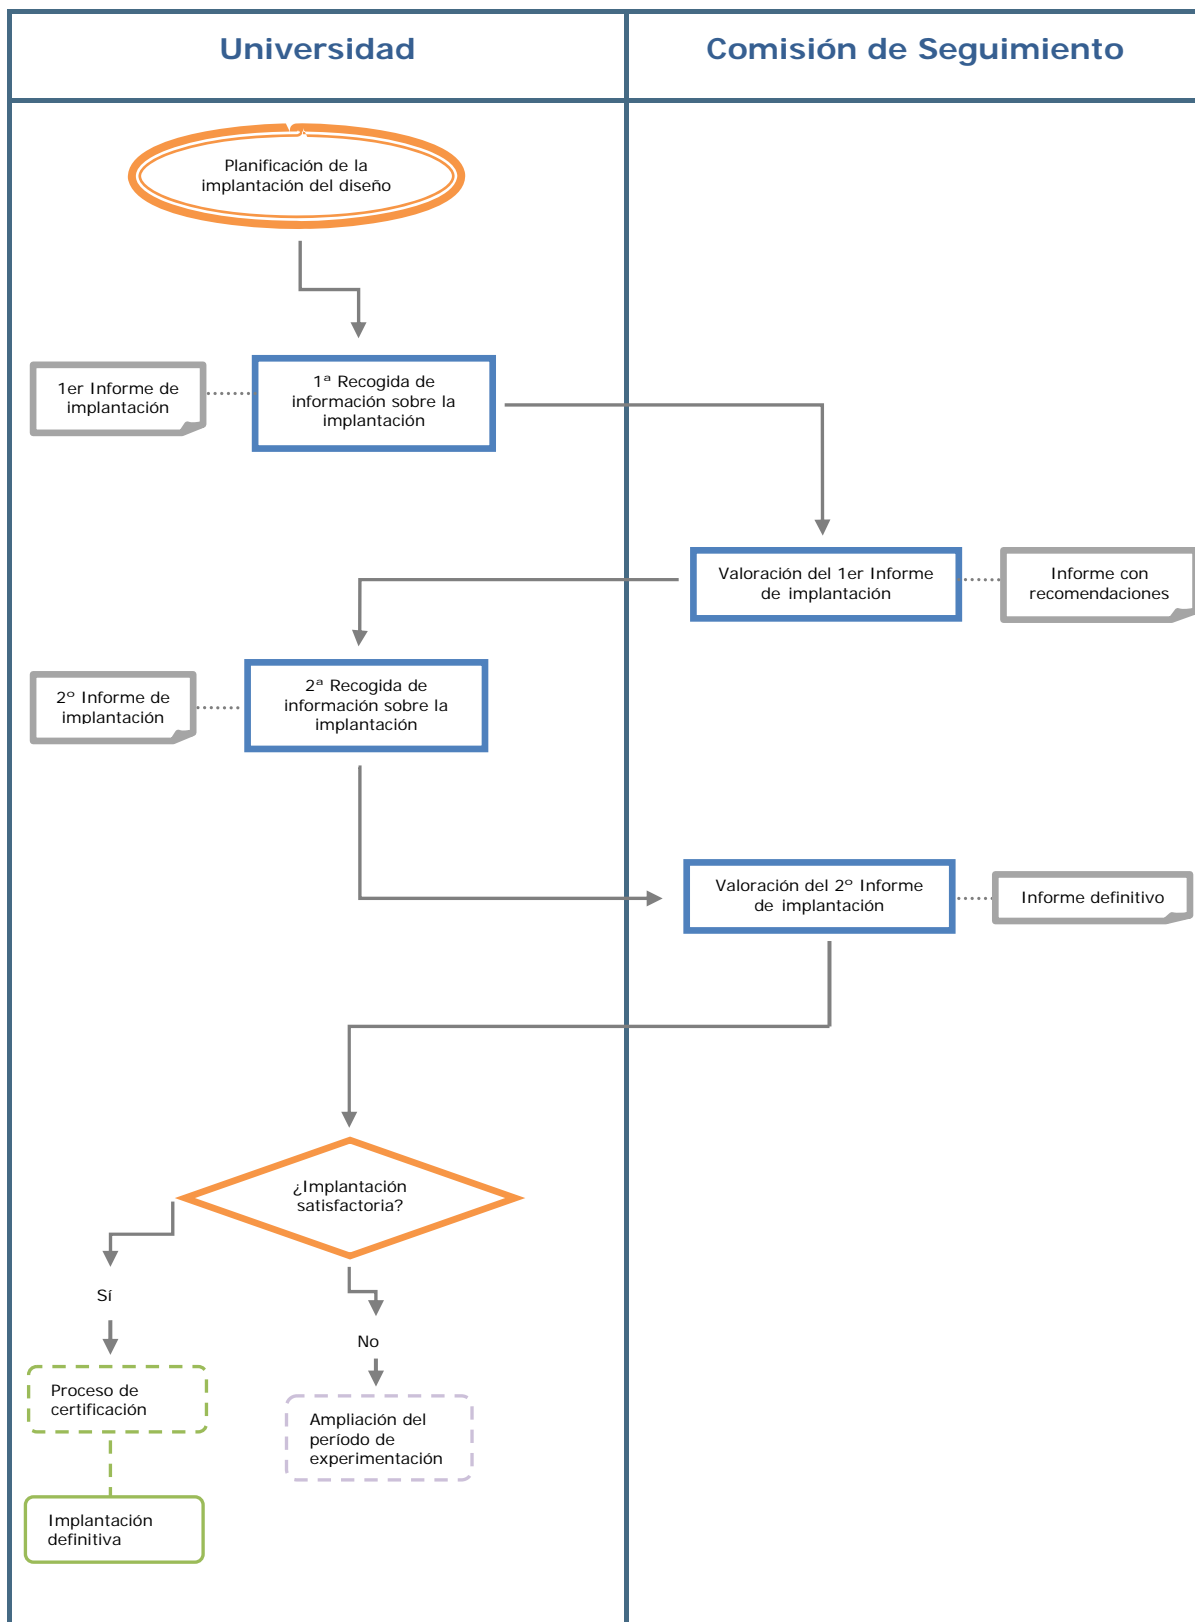 Universidad
Comisión de Seguimiento
Planificación de la
implantación del diseño
1er Informe de
implantación
1ª Recogida de
información sobre la
implantación
Valoración del 1er Informe
de implantación
Informe con
recomendaciones
2º Informe de
implantación
2ª Recogida de
información sobre la
implantación
Valoración del 2º Informe
de implantación
Informe definitivo
¿Implantación
satisfactoria?
Sí
No
Proceso de
certificación
Ampliación del
período de
experimentación
Implantación
definitiva